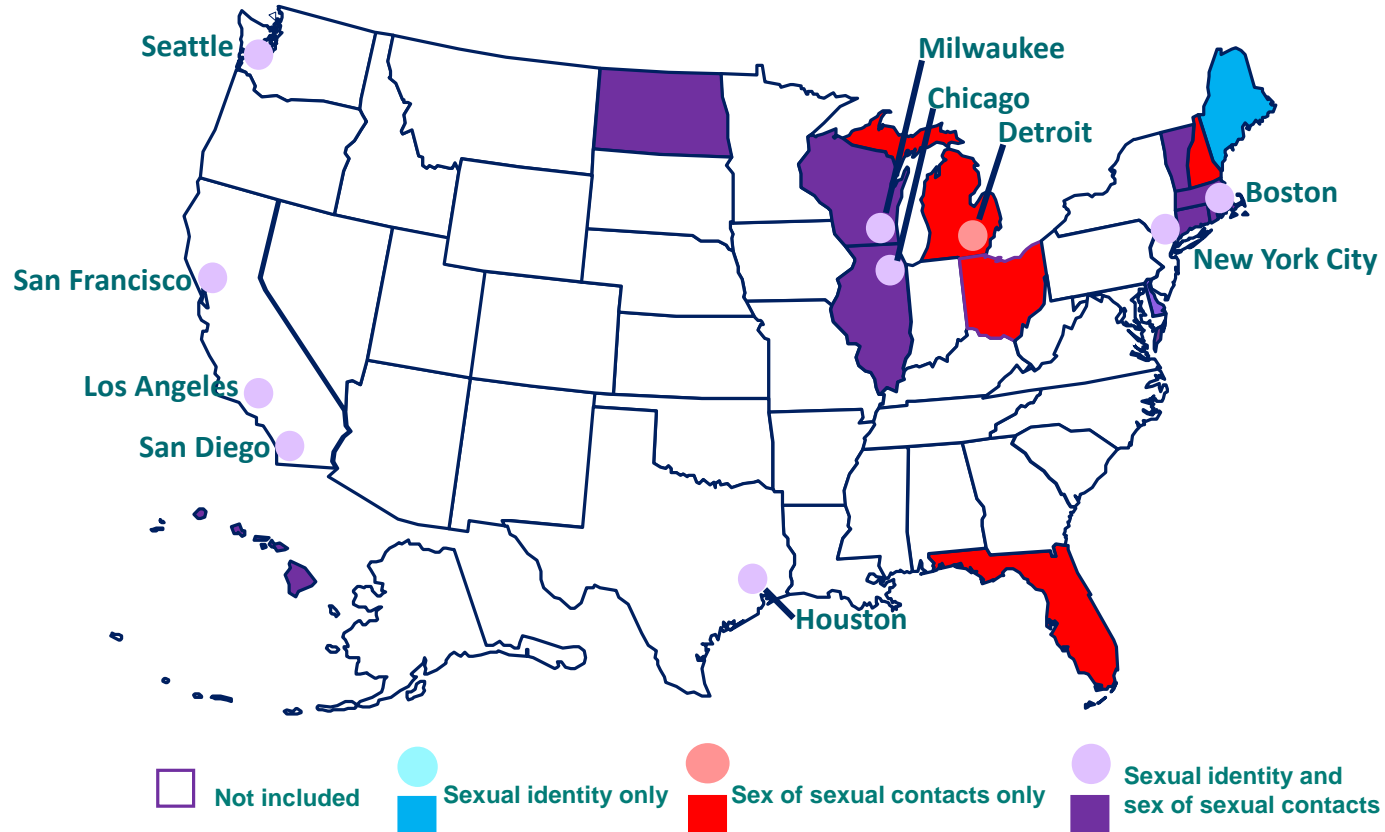 Seattle
Milwaukee
Chicago
Detroit
Boston
New York City
San Francisco
Los Angeles
San Diego
Houston
Not included
Sexual identity only
Sex of sexual contacts only
Sexual identity and
sex of sexual contacts